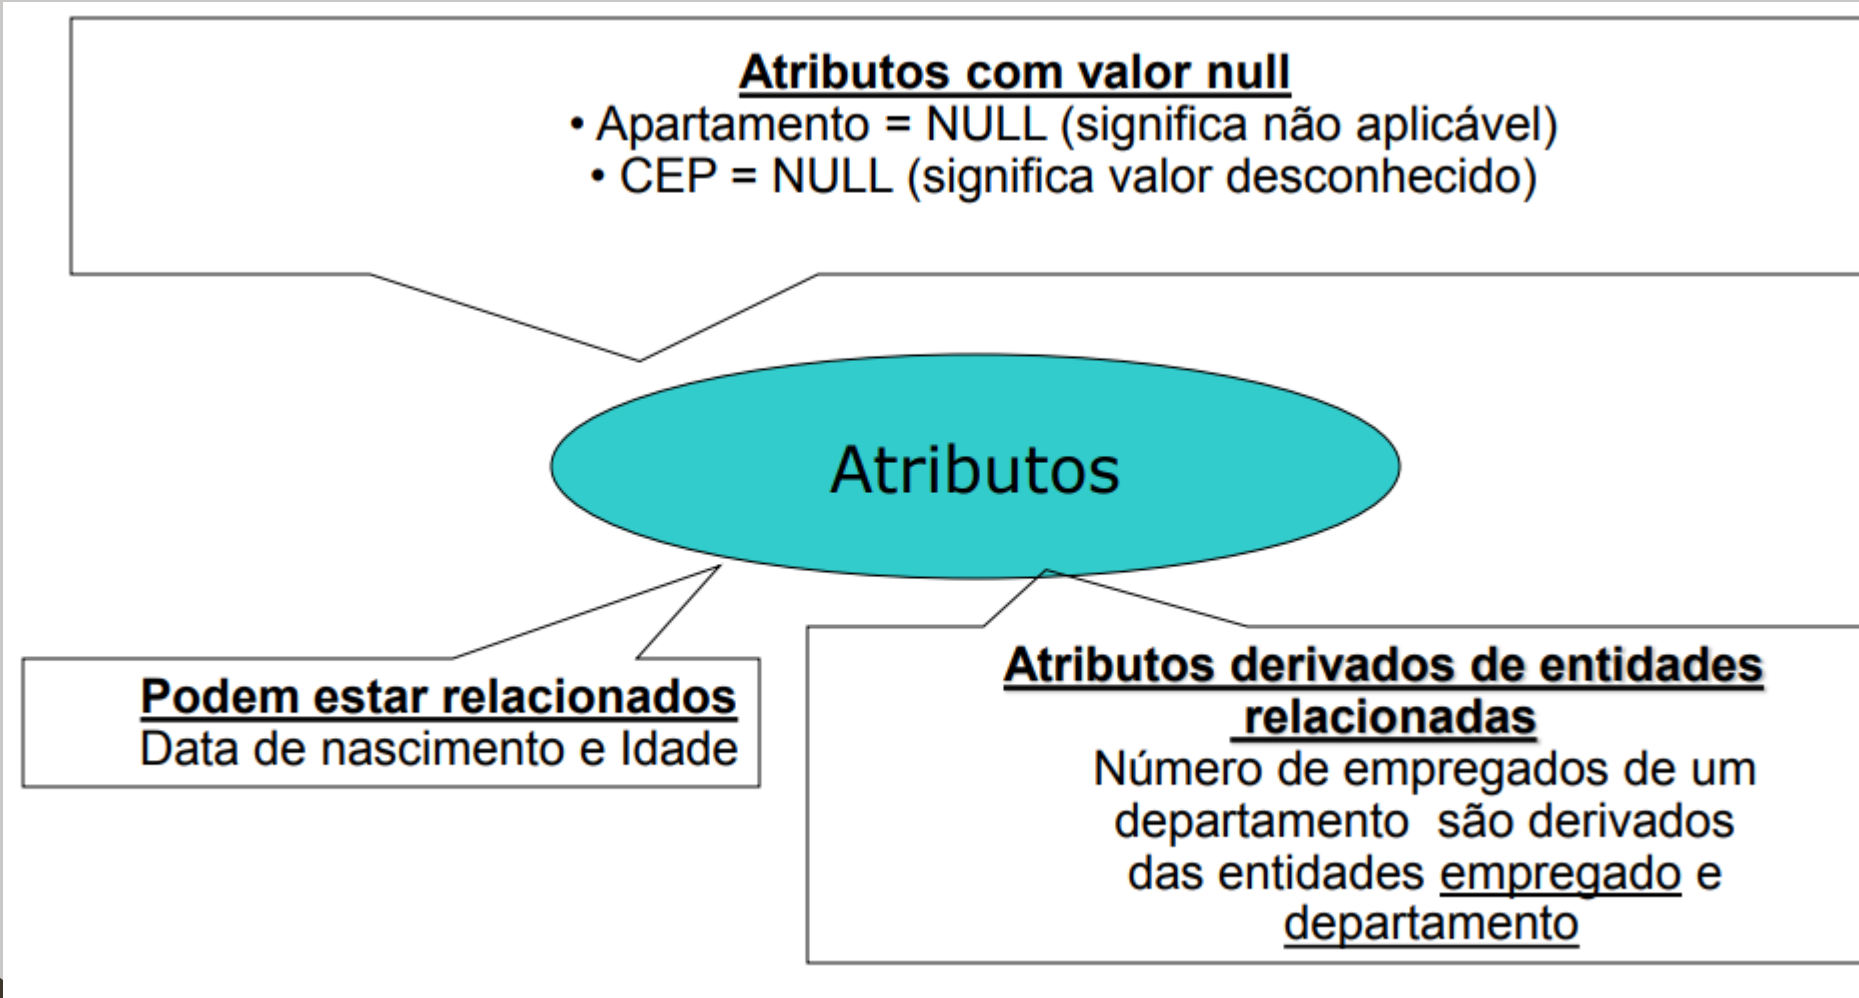 Atributos com valor null
• Apartamento = NULL (significa não aplicável)
• CEP = NULL (significa valor desconhecido)
Atributos
Podem estar relacionados
Data de nascimento e Idade
Atributos derivados de entidades
relacionadas
Número de empregados de um
departamento são derivados
das entidades empregado e
departamento